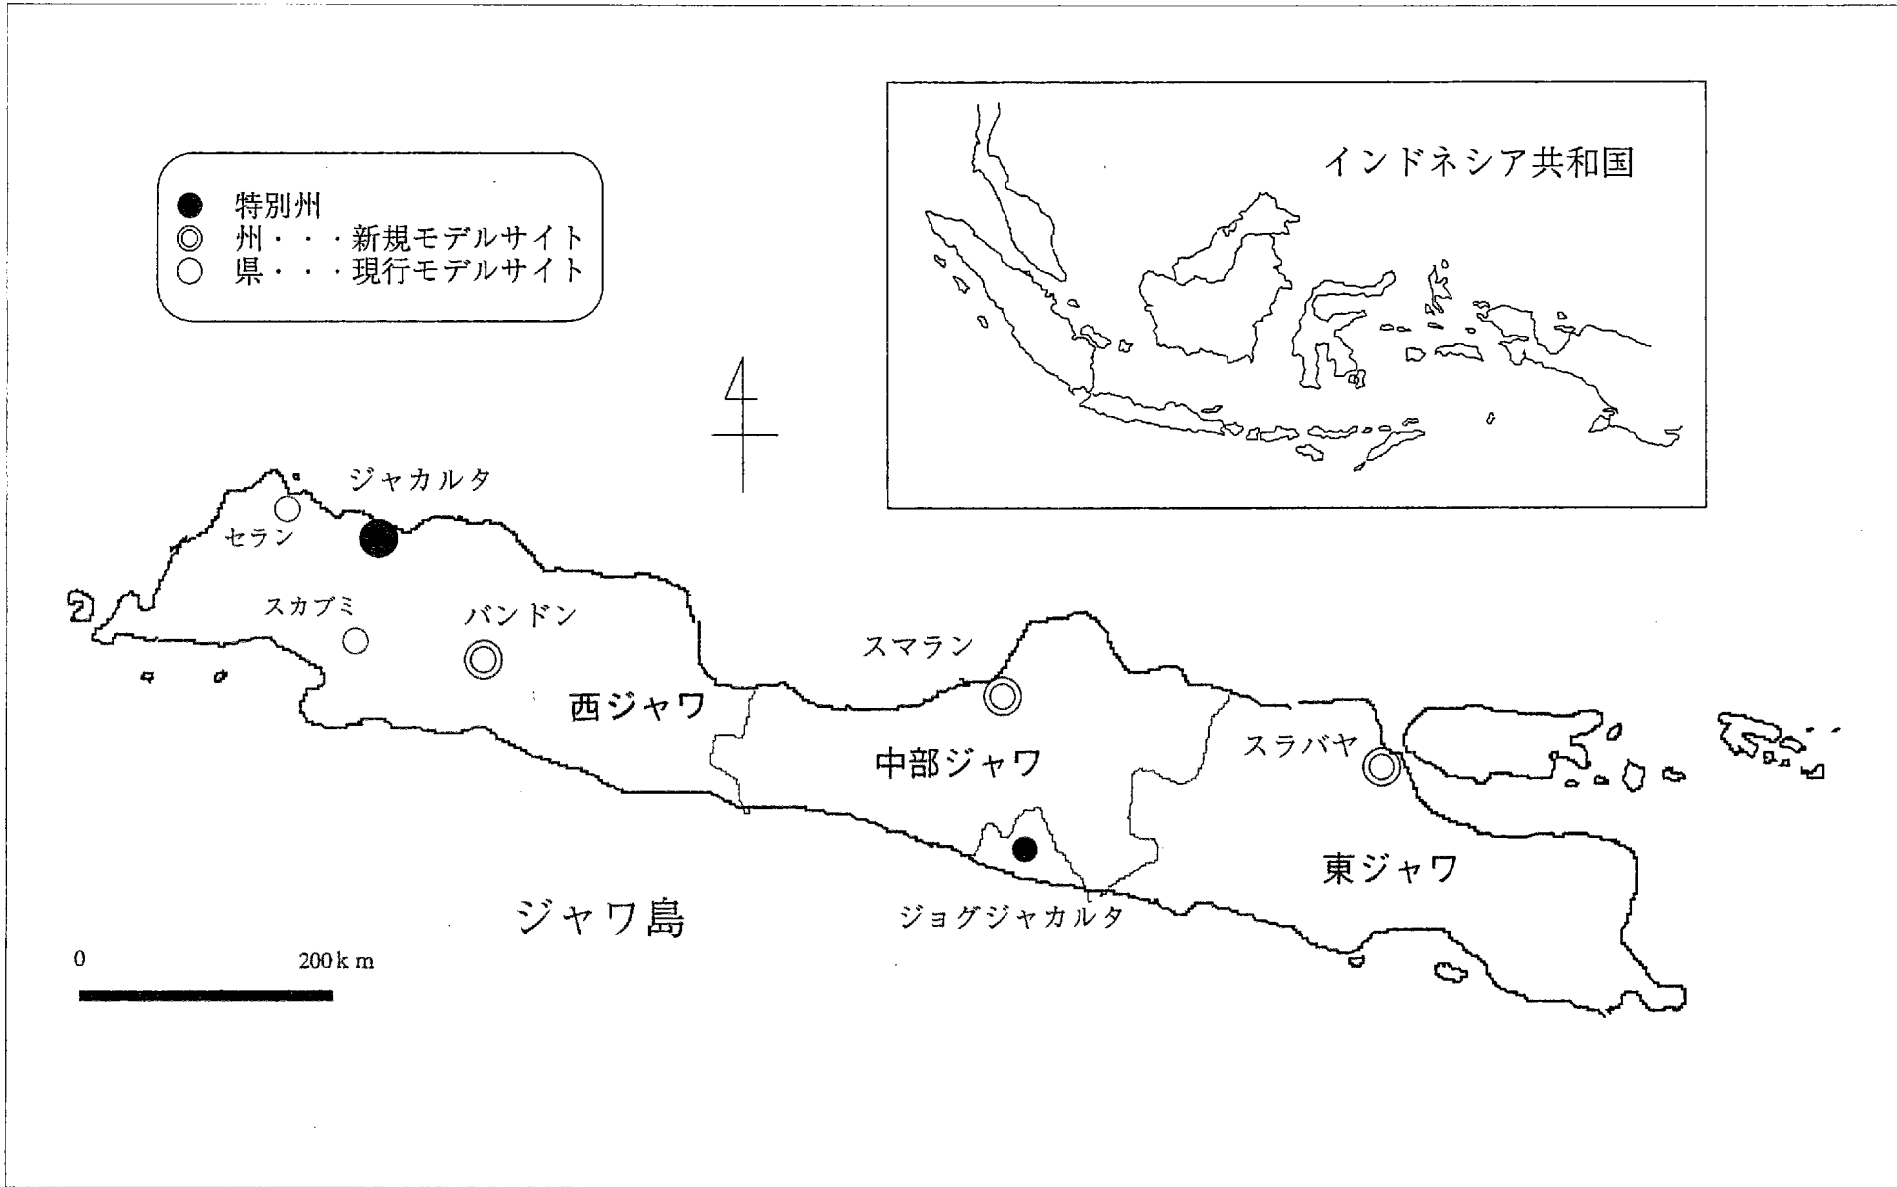 インドネシア共和国
特別州
州・・・新規モデルサイト
県・・・現行モデルサイト
ジャカルタ
セラン
スカブミ
バンドン
スマラン
西ジャワ
スラバヤ
中部ジャワ
東ジャワ
ジャワ島
ジョグジャカルタ
0
200km